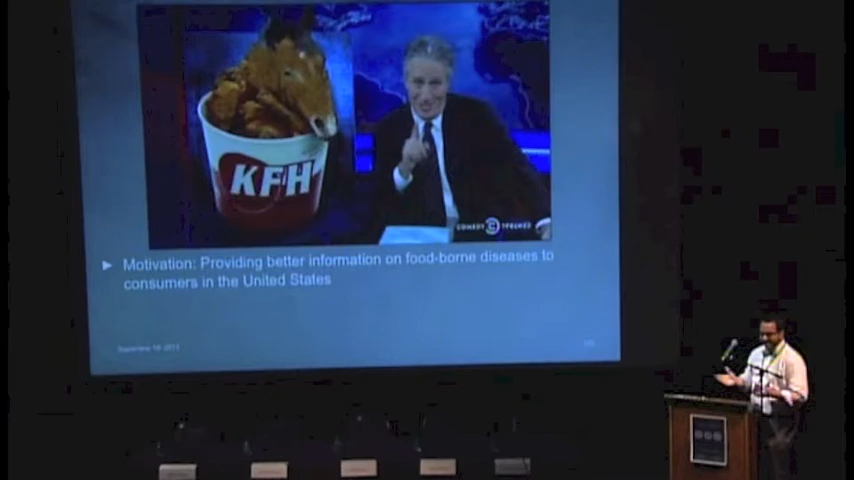 KFH
COMEDY CENTRAL
► Motivation: Providing better information on food-borne diseases to
consumers in the United States